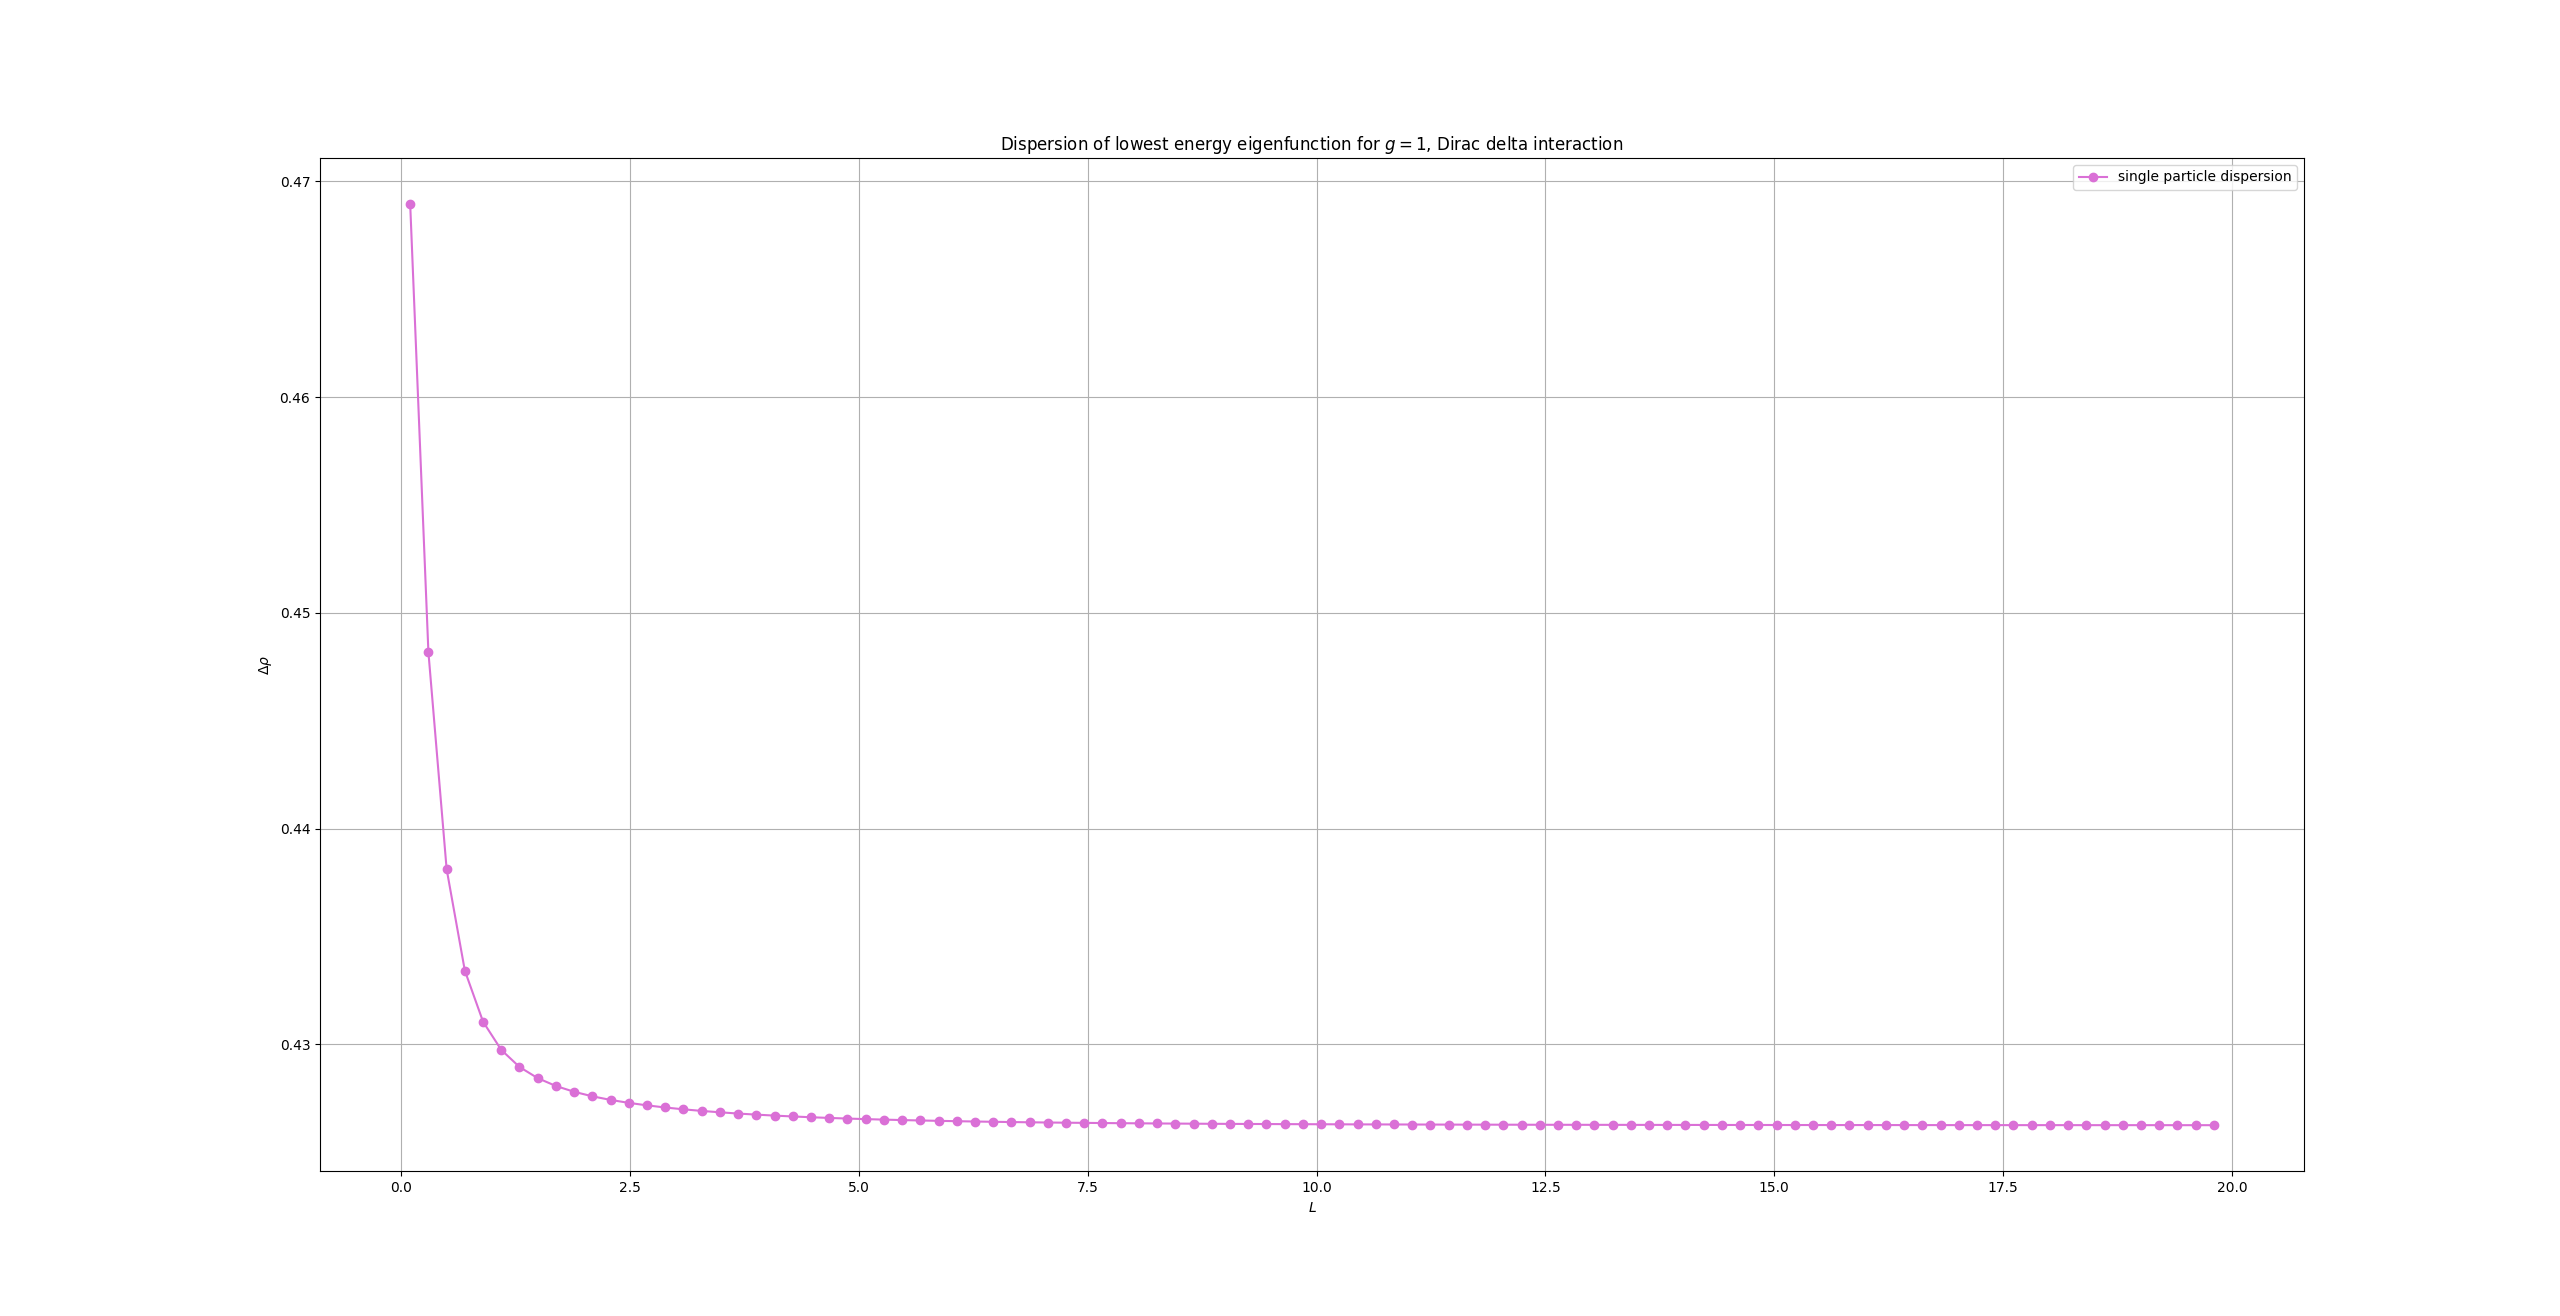 Dispersion of lowest energy eigenfunction for g = 1, Dirac delta interaction
single particle dispersion
0.47
0.46
0.45
0.44
0.43
Δρ
0.0 2.5 5.0 7.5 10.0 12.5 15.0 17.5 20.0
L